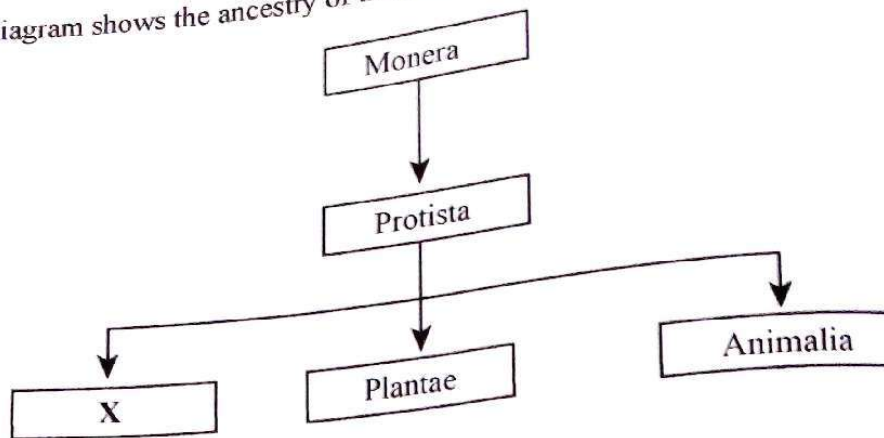 iagram shows the ancestry
Monera
Protista
Animalia
Plantae
X